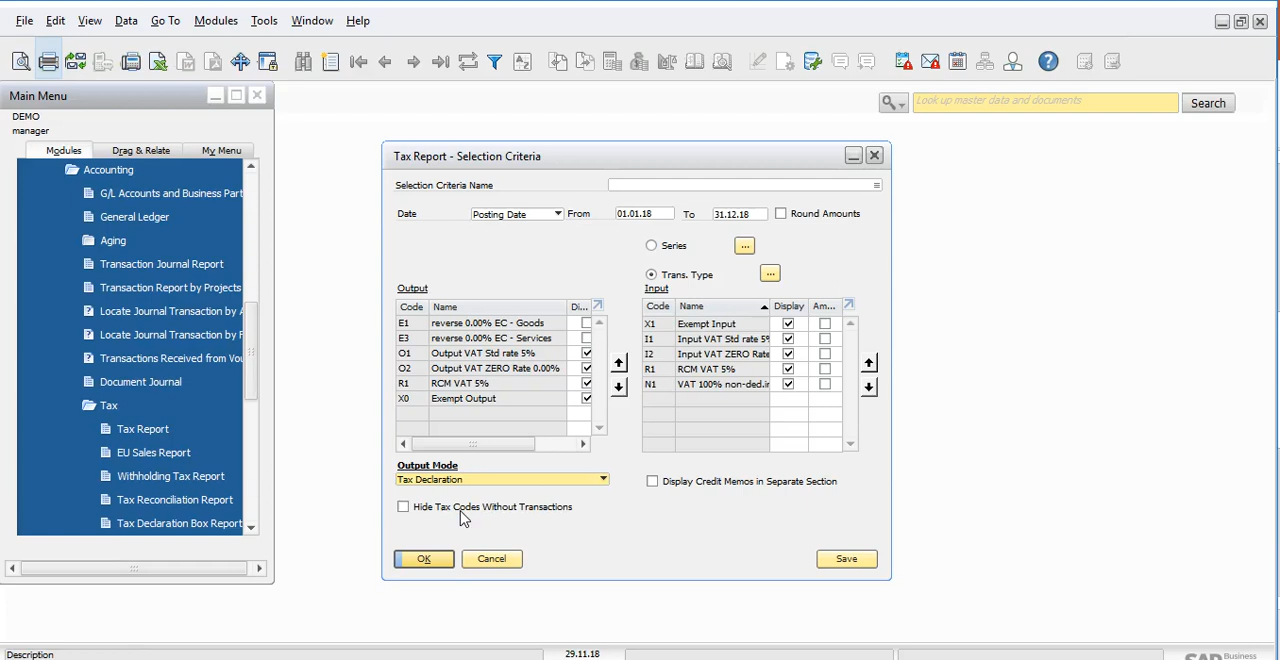 File Edit View Data Go To Modules Tools Window Help
Main Menu
DEMO
manager
Modules Drag & Relate My Menu
Accounting
G/L Accounts and Business Part
General Ledger
Aging
Transaction Journal Report
Transaction Report by Projects
Locate Journal Transaction by A
Locate Journal Transaction by F
Transactions Received from Vou
Document Journal
Tax
Tax Report
EU Sales Report
Withholding Tax Report
Tax Reconciliation Report
Tax Declaration Box Report
Look up master data and documents Search
Tax Report - Selection Criteria
Selection Criteria Name
Date Posting Date From 01.01.18 To 31.12.18 Round Amounts
Series ...
Trans. Type ...
Output
Code Name Di...
E1 reverse 0.00% EC - Goods
E3 reverse 0.00% EC - Services
O1 Output VAT Std rate 5%
O2 Output VAT ZERO Rate 0.00%
R1 RCM VAT 5%
X0 Exempt Output
Input
Code Name Display Am...
X1 Exempt Input
I1 Input VAT Std rate 5%
I2 Input VAT ZERO Rate
R1 RCM VAT 5%
N1 VAT 100% non-ded.in
Output Mode
Tax Declaration
Display Credit Memos in Separate Section
Hide Tax Codes Without Transactions
OK Cancel Save
Description 29.11.18
SAP Business